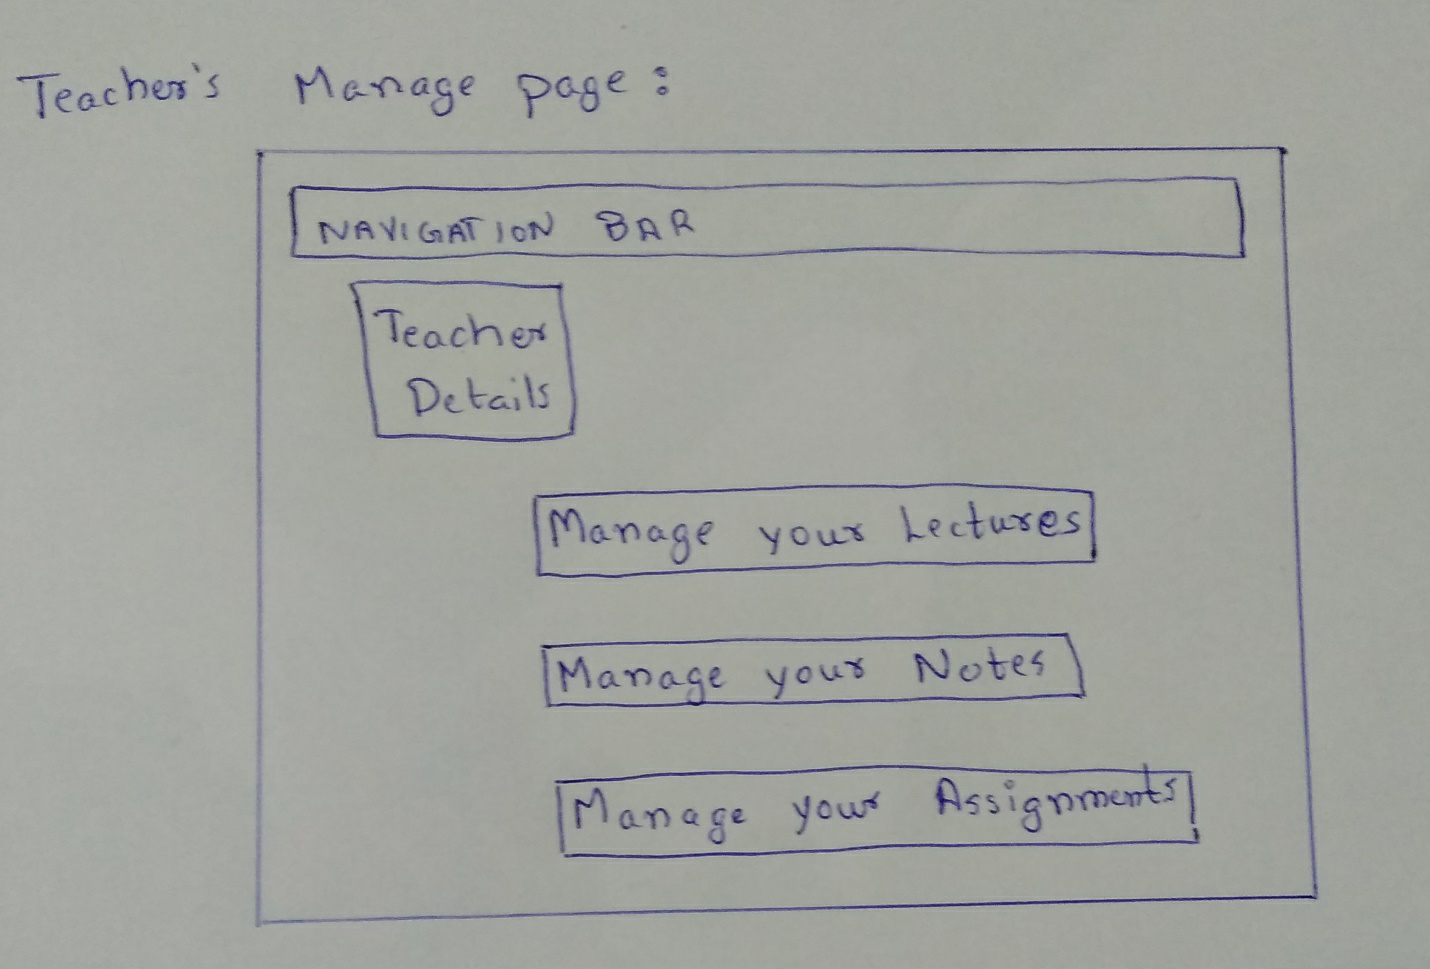 Teacher's Manage page:
NAVIGATION BAR
Teacher
Details
Manage your Lectures
Manage your Notes
Manage your Assignments